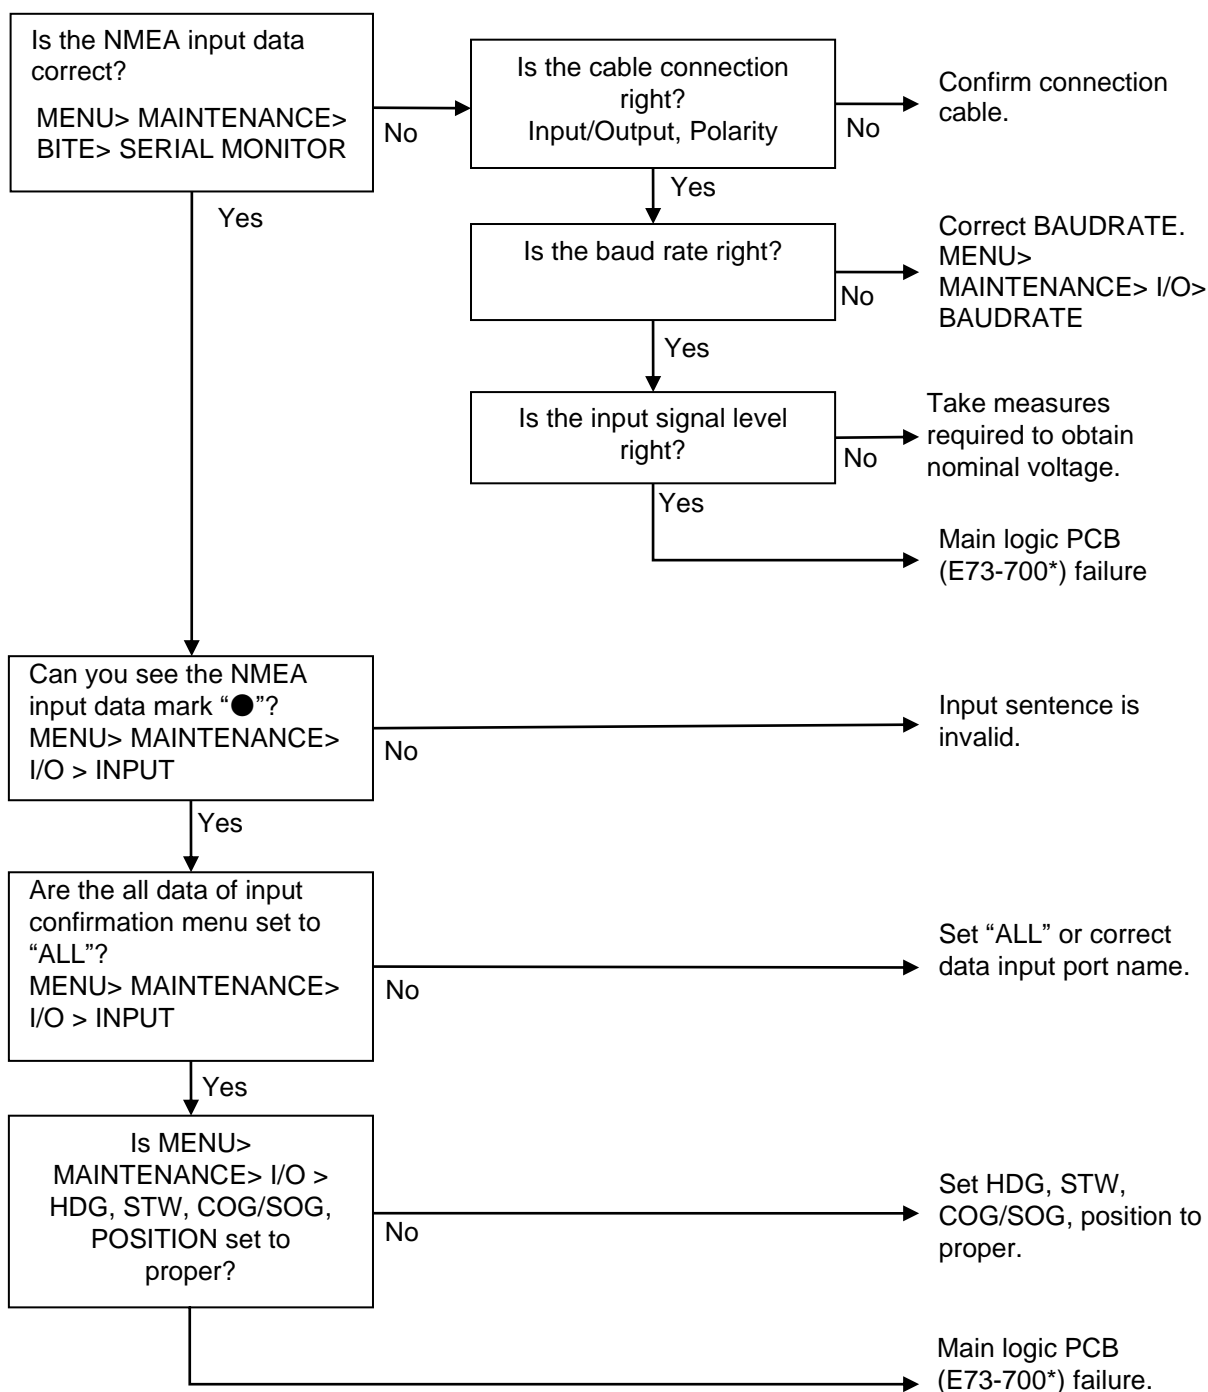 Is the NMEA input data
correct?
MENU> MAINTENANCE>
BITE> SERIAL MONITOR
No
Yes
Is the cable connection
right?
Input/Output, Polarity
No
Confirm connection
cable.
Yes
Is the baud rate right?
No
Correct BAUDRATE.
MENU>
MAINTENANCE> I/O>
BAUDRATE
Yes
Is the input signal level
right?
No
Take measures
required to obtain
nominal voltage.
Yes
Main logic PCB
(E73-700*) failure
Can you see the NMEA
input data mark “●”?
MENU> MAINTENANCE>
I/O > INPUT
No
Input sentence is
invalid.
Yes
Are the all data of input
confirmation menu set to
“ALL”?
MENU> MAINTENANCE>
I/O > INPUT
No
Set “ALL” or correct
data input port name.
Yes
Is MENU>
MAINTENANCE> I/O >
HDG, STW, COG/SOG,
POSITION set to
proper?
No
Set HDG, STW,
COG/SOG, position to
proper.
Main logic PCB
(E73-700*) failure.